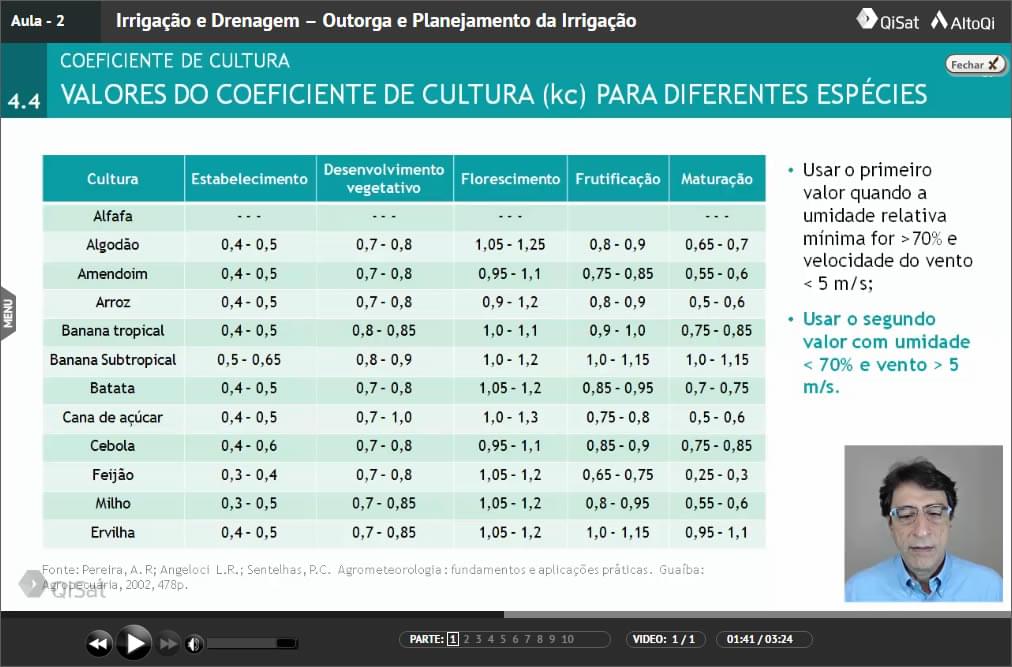 Aula - 2
Irrigação e Drenagem – Outorga e Planejamento da Irrigação
QiSat AltoQi
COEFICIENTE DE CULTURA
Fechar X
4.4 VALORES DO COEFICIENTE DE CULTURA (kc) PARA DIFERENTES ESPÉCIES
Cultura Estabelecimento Desenvolvimento vegetativo Florescimento Frutificação Maturação
Alfafa --- --- --- ---
Algodão 0,4 - 0,5 0,7 - 0,8 1,05 - 1,25 0,8 - 0,9 0,65 - 0,7
Amendoim 0,4 - 0,5 0,7 - 0,8 0,95 - 1,1 0,75 - 0,85 0,55 - 0,6
Arroz 0,4 - 0,5 0,7 - 0,8 0,9 - 1,2 0,8 - 0,9 0,5 - 0,6
Banana tropical 0,4 - 0,5 0,8 - 0,85 1,0 - 1,1 0,9 - 1,0 0,75 - 0,85
Banana Subtropical 0,5 - 0,65 0,8 - 0,9 1,0 - 1,2 1,0 - 1,15 1,0 - 1,15
Batata 0,4 - 0,5 0,7 - 0,8 1,05 - 1,2 0,85 - 0,95 0,7 - 0,75
Cana de açúcar 0,4 - 0,5 0,7 - 1,0 1,0 - 1,3 0,75 - 0,8 0,5 - 0,6
Cebola 0,4 - 0,6 0,7 - 0,8 0,95 - 1,1 0,85 - 0,9 0,75 - 0,85
Feijão 0,3 - 0,4 0,7 - 0,8 1,05 - 1,2 0,65 - 0,75 0,25 - 0,3
Milho 0,3 - 0,5 0,7 - 0,85 1,05 - 1,2 0,8 - 0,95 0,55 - 0,6
Ervilha 0,4 - 0,5 0,7 - 0,85 1,05 - 1,2 1,0 - 1,15 0,95 - 1,1
• Usar o primeiro
valor quando a
umidade relativa
mínima for >70% e
velocidade do vento
< 5 m/s;
• Usar o segundo
valor com umidade
< 70% e vento > 5
m/s.
MENU
Fonte: Pereira, A. R; Angeloci L.R.; Sentelhas, P.C. Agrometeorologia: fundamentos e aplicações práticas. Guaíba:
Agropecuária, 2002, 478p.
QiSat
PARTE: 1 2 3 4 5 6 7 8 9 10
VIDEO: 1 / 1
01:41 / 03:24